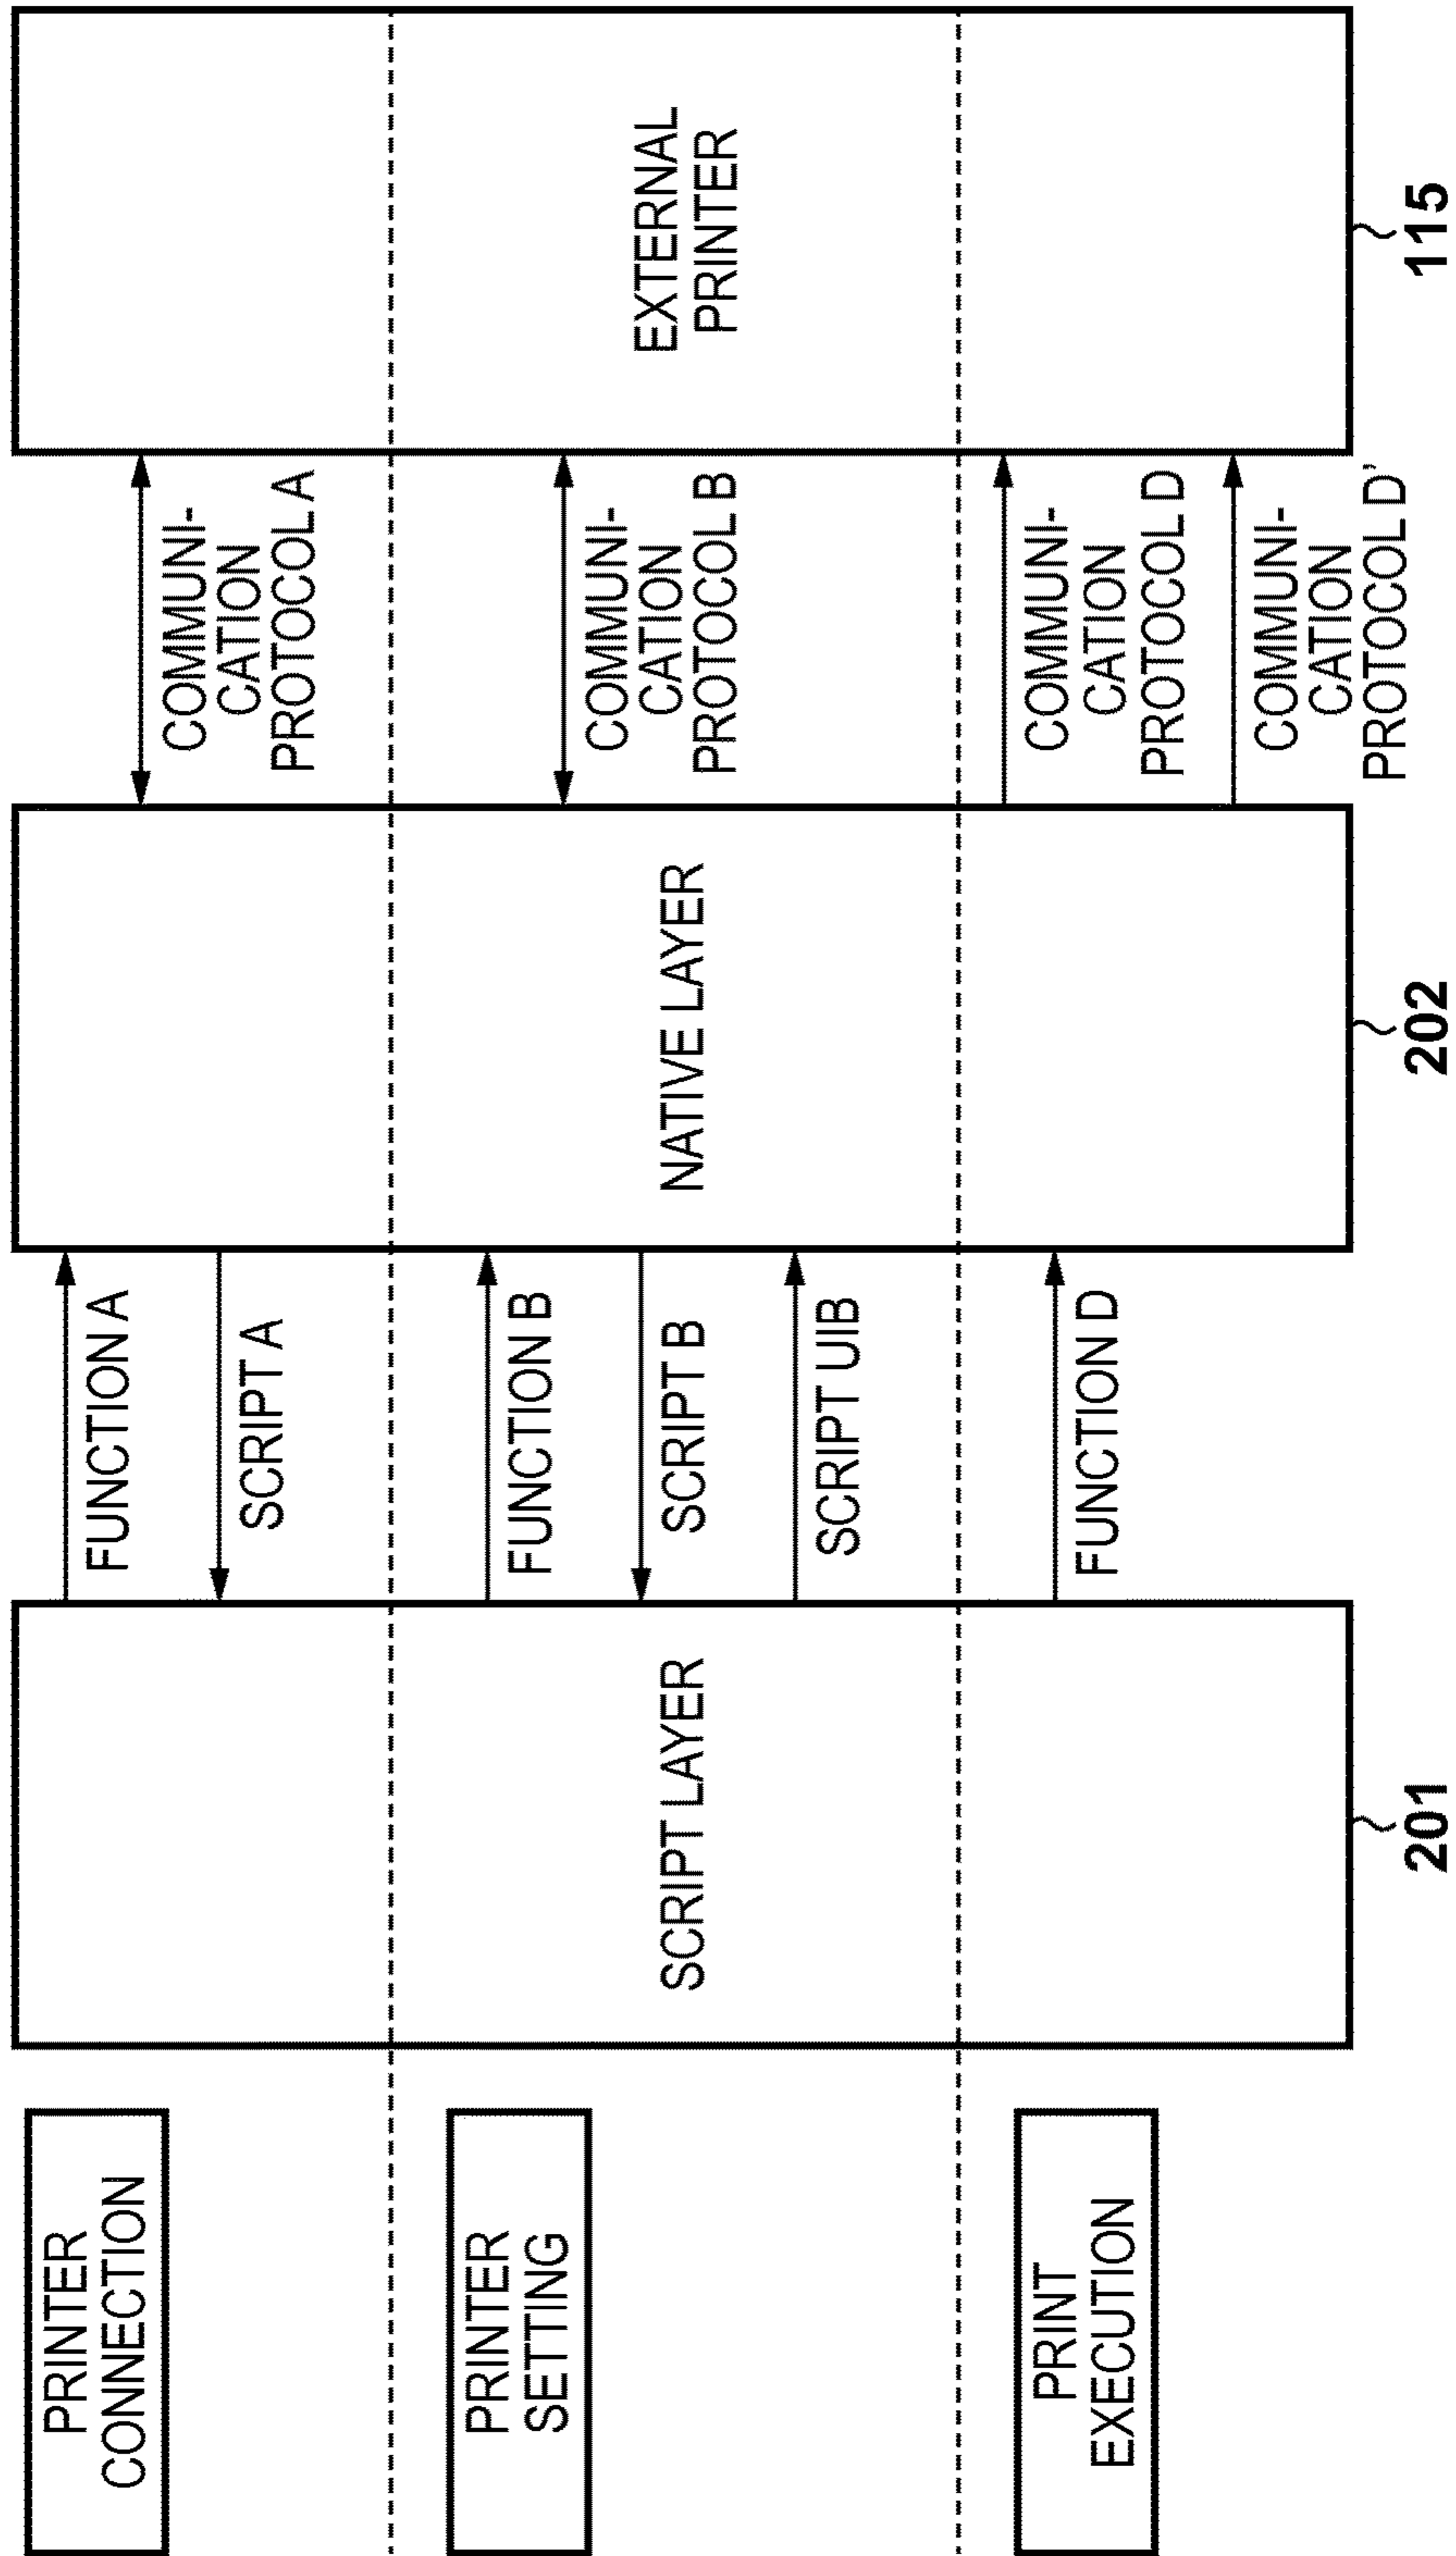 PRINTER
CONNECTION
FUNCTION A
SCRIPT A
COMMUNI-
CATION
PROTOCOL A
PRINTER
SETTING
FUNCTION B
SCRIPT B
SCRIPT UIB
COMMUNI-
CATION
PROTOCOL B
SCRIPT LAYER
NATIVE LAYER
EXTERNAL
PRINTER
PRINT
EXECUTION
FUNCTION D
COMMUNI-
CATION
PROTOCOL D
COMMUNI-
CATION
PROTOCOL D'
201
202
115